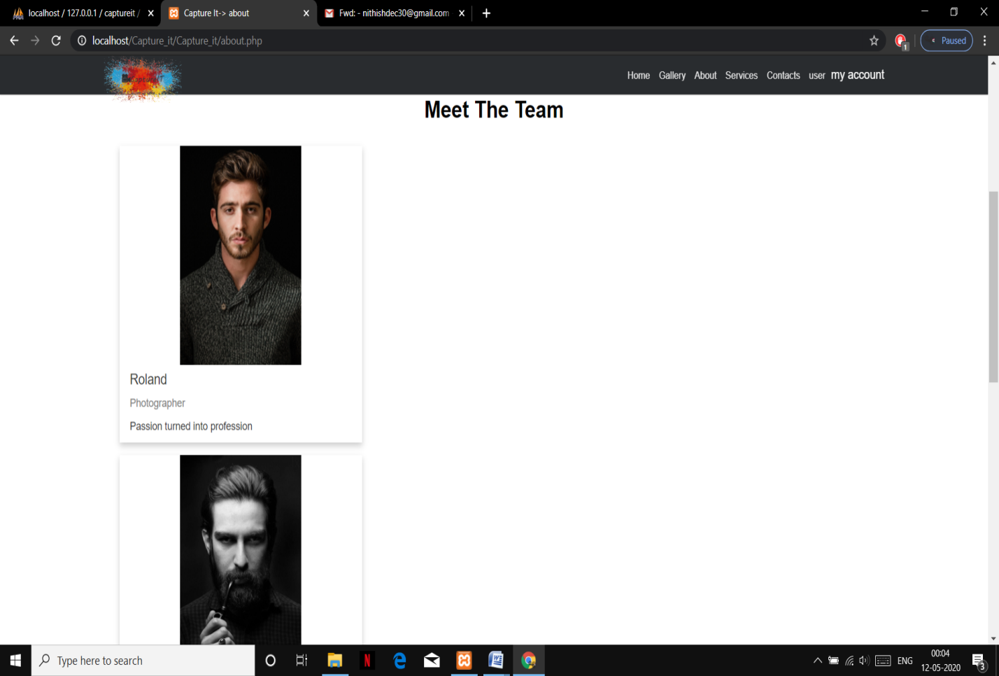 localhost / 127.0.0.1 / captureit /
Capture It-> about
Fwd: - nithishdec30@gmail.com
localhost/Capture_it/Capture_it/about.php
1
Paused
Home Gallery About Services Contacts user my account
Meet The Team
Roland
Photographer
Passion turned into profession
Type here to search
N
W
ENG
00:04
12-05-2020
3